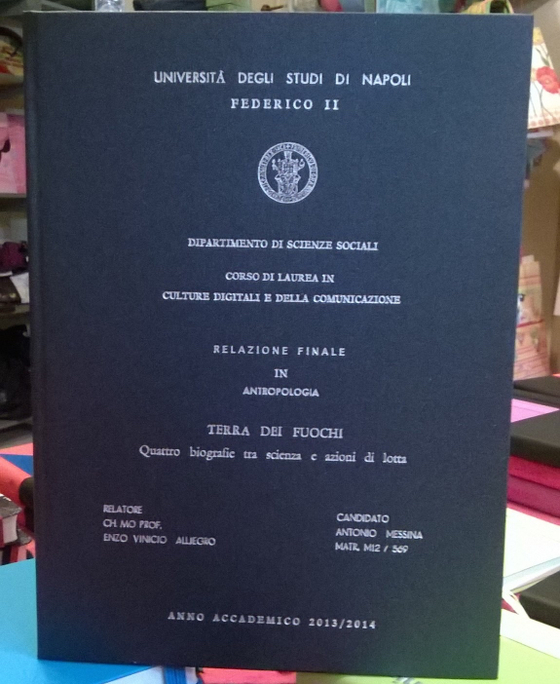 UNIVERSITÀ DEGLI STUDI DI NAPOLI
FEDERICO II
DIPARTIMENTO DI SCIENZE SOCIALI
CORSO DI LAUREA IN
CULTURE DIGITALI E DELLA COMUNICAZIONE
RELAZIONE FINALE
IN
ANTROPOLOGIA
TERRA DEI FUOCHI
Quattro biografie tra scienza e azioni di lotta
RELATORE
CH MO PROF.
ENZO VINICIO ALLIEGRO
CANDIDATO
ANTONIO MESSINA
MATR. M12 / 569
ANNO ACCADEMICO 2013/2014